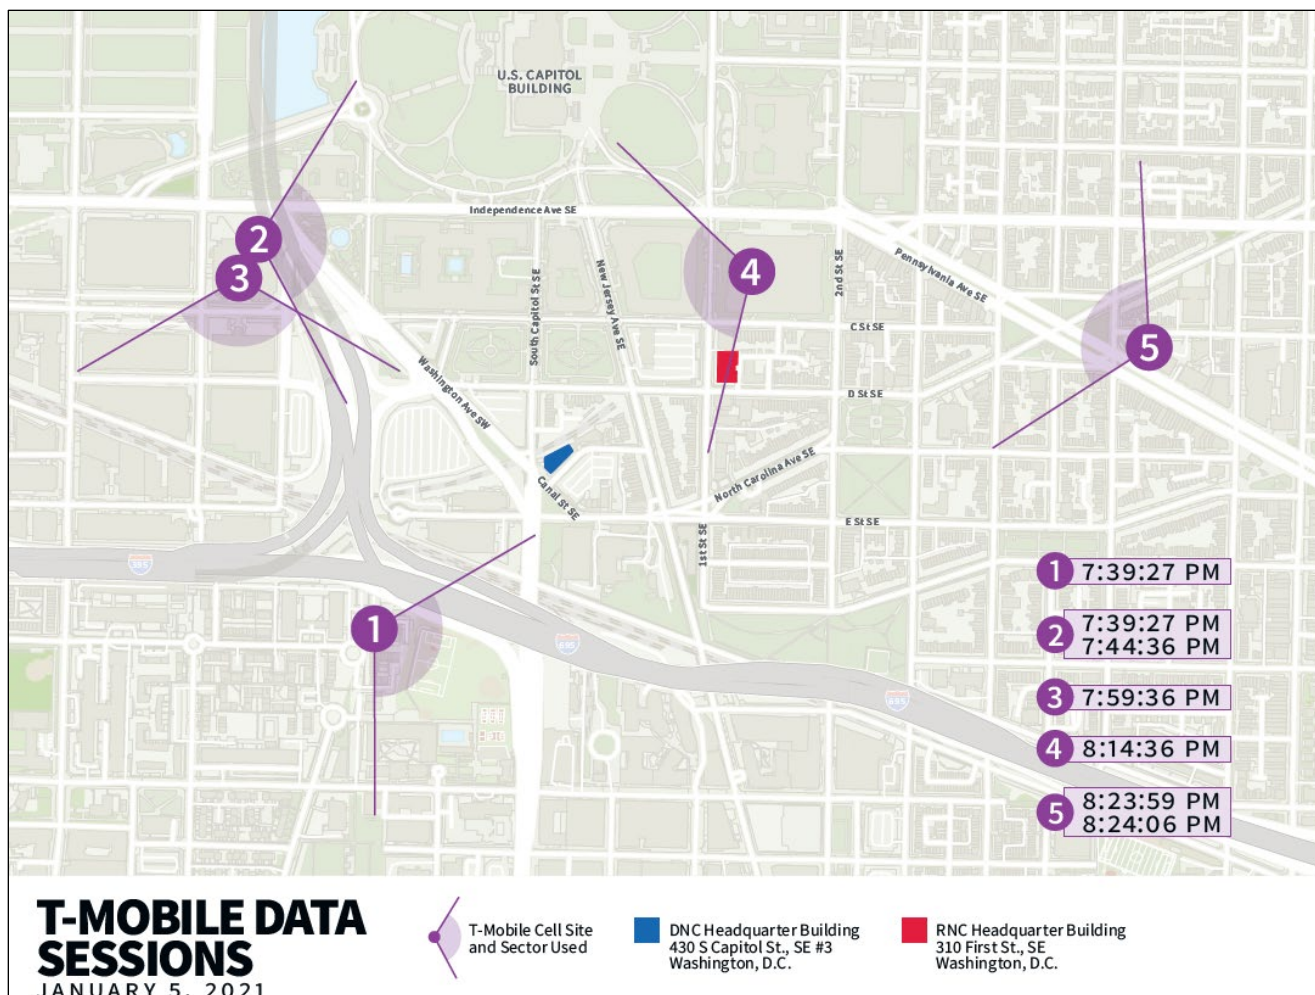 U.S. CAPITOL
BUILDING
Independence Ave SE
2
3
4
5
1
South Capitol St SE
New Jersey Ave SE
2nd St SE
Pennsylvania Ave SE
C St SE
Washington Ave SW
D St SE
North Carolina Ave SE
Canal St SE
E St SE
1st St SE
395
695
695
1 7:39:27 PM
2 7:39:27 PM
7:44:36 PM
3 7:59:36 PM
4 8:14:36 PM
5 8:23:59 PM
8:24:06 PM
T-MOBILE DATA
SESSIONS
JANUARY 5, 2021
T-Mobile Cell Site
and Sector Used
DNC Headquarter Building
430 S Capitol St., SE #3
Washington, D.C.
RNC Headquarter Building
310 First St., SE
Washington, D.C.